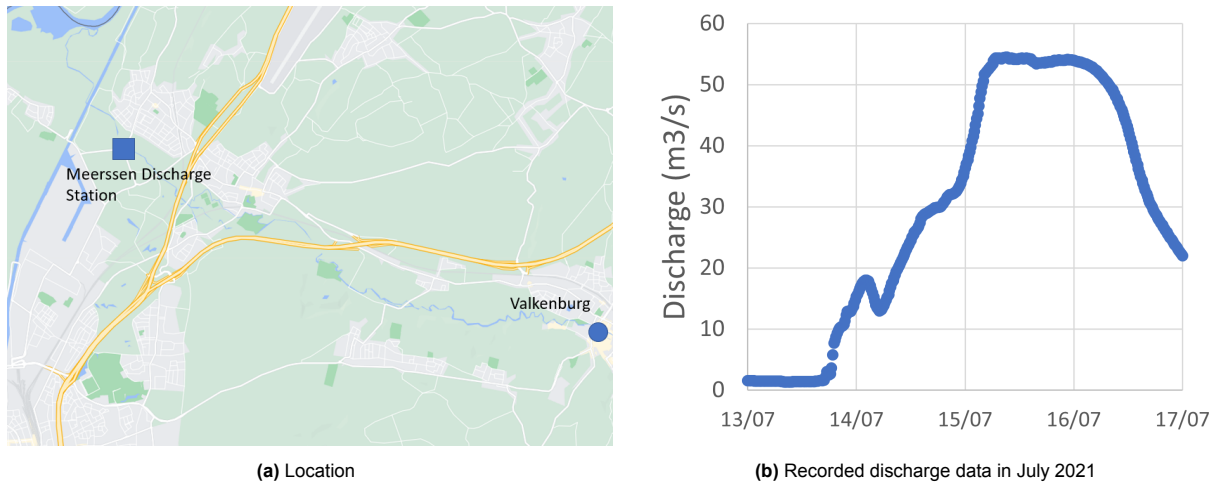 Meerssen Discharge
Station
Valkenburg
(a) Location
Discharge (m3/s)
60
50
40
30
20
10
0
13/07 14/07 15/07 16/07 17/07
(b) Recorded discharge data in July 2021